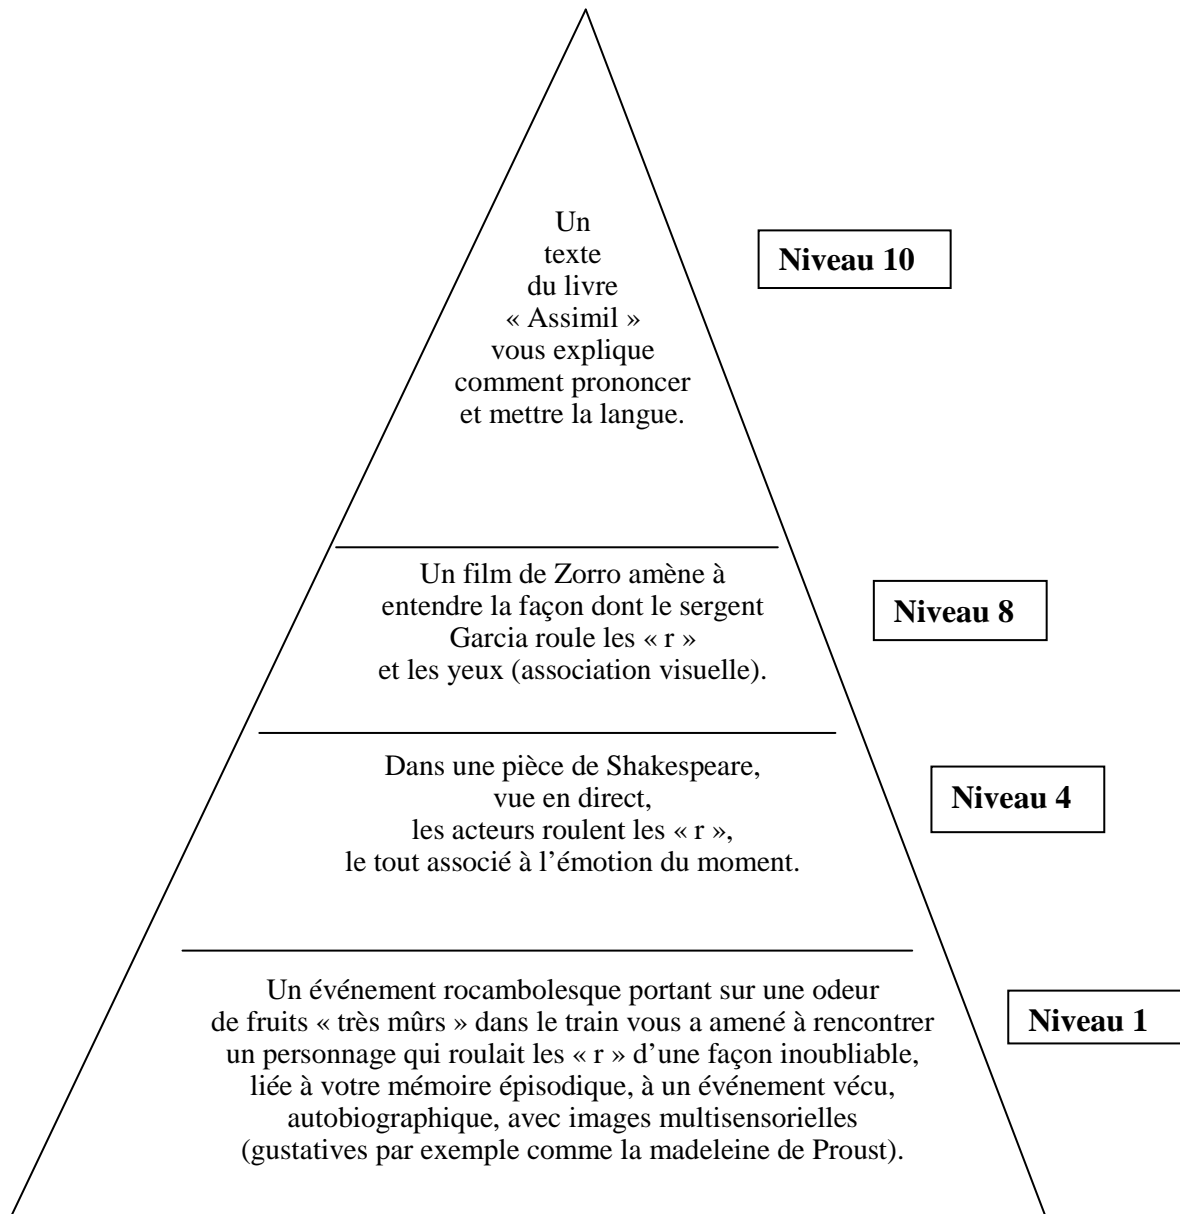 Un
texte
du livre
« Assimil »
vous explique
comment prononcer
et mettre la langue.
Niveau 10
Un film de Zorro amène à
entendre la façon dont le sergent
Garcia roule les « r »
et les yeux (association visuelle).
Niveau 8
Dans une pièce de Shakespeare,
vue en direct,
les acteurs roulent les « r »,
le tout associé à l’émotion du moment.
Niveau 4
Un événement rocambolesque portant sur une odeur
de fruits « très mûrs » dans le train vous a amené à rencontrer
un personnage qui roulait les « r » d’une façon inoubliable,
liée à votre mémoire épisodique, à un événement vécu,
autobiographique, avec images multisensorielles
(gustatives par exemple comme la madeleine de Proust).
Niveau 1